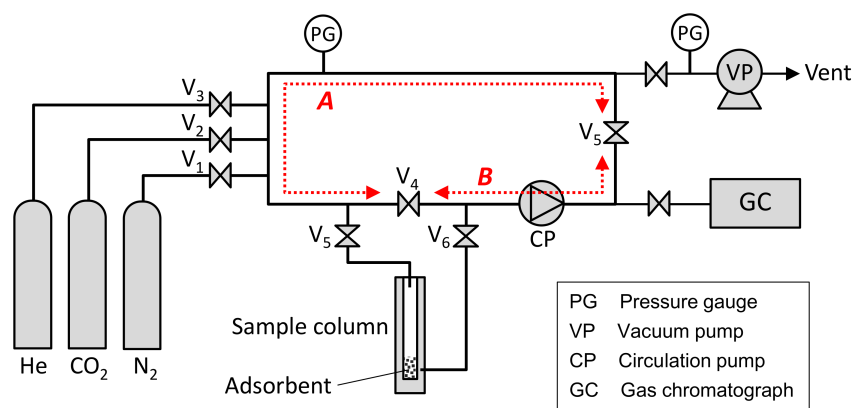 PG
PG
VP
Vent
V3
A
V2
V5
V1
V4
B
GC
V5
V6
CP
Sample column
Adsorbent
He
CO2
N2
PG Pressure gauge
VP Vacuum pump
CP Circulation pump
GC Gas chromatograph